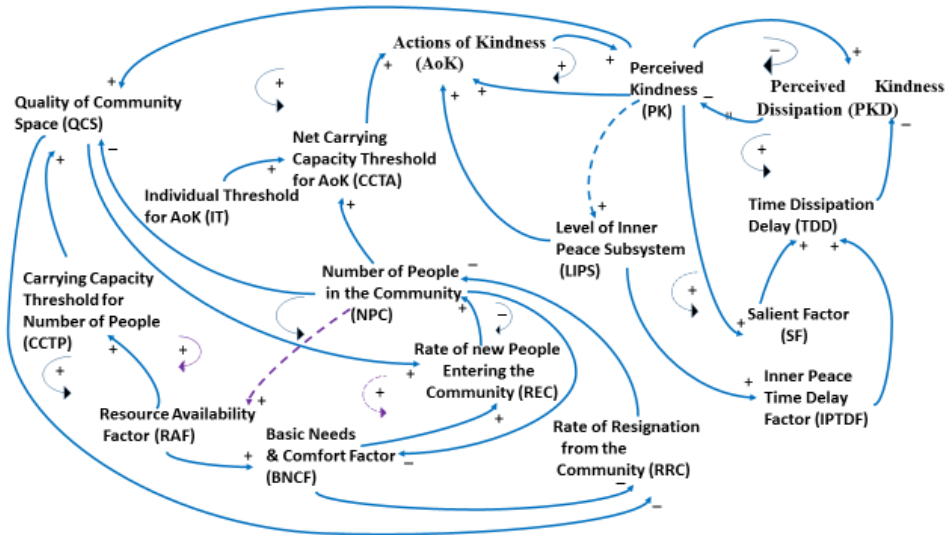 Actions of Kindness
(AoK)
Perceived
Kindness
(PK)
Perceived Kindness
Dissipation (PKD)
Quality of Community
Space (QCS)
Net Carrying
Capacity Threshold
for AoK (CCTA)
Individual Threshold
for AoK (IT)
Time Dissipation
Delay (TDD)
Level of Inner
Peace Subsystem
(LIPS)
Carrying Capacity
Threshold for
Number of People
(CCTP)
Number of People
in the Community
(NPC)
Salient Factor
(SF)
Rate of new People
Entering the
Community (REC)
Inner Peace
Time Delay
Factor (IPTDF)
Resource Availability
Factor (RAF)
Basic Needs
& Comfort Factor
(BNCF)
Rate of Resignation
from the
Community (RRC)